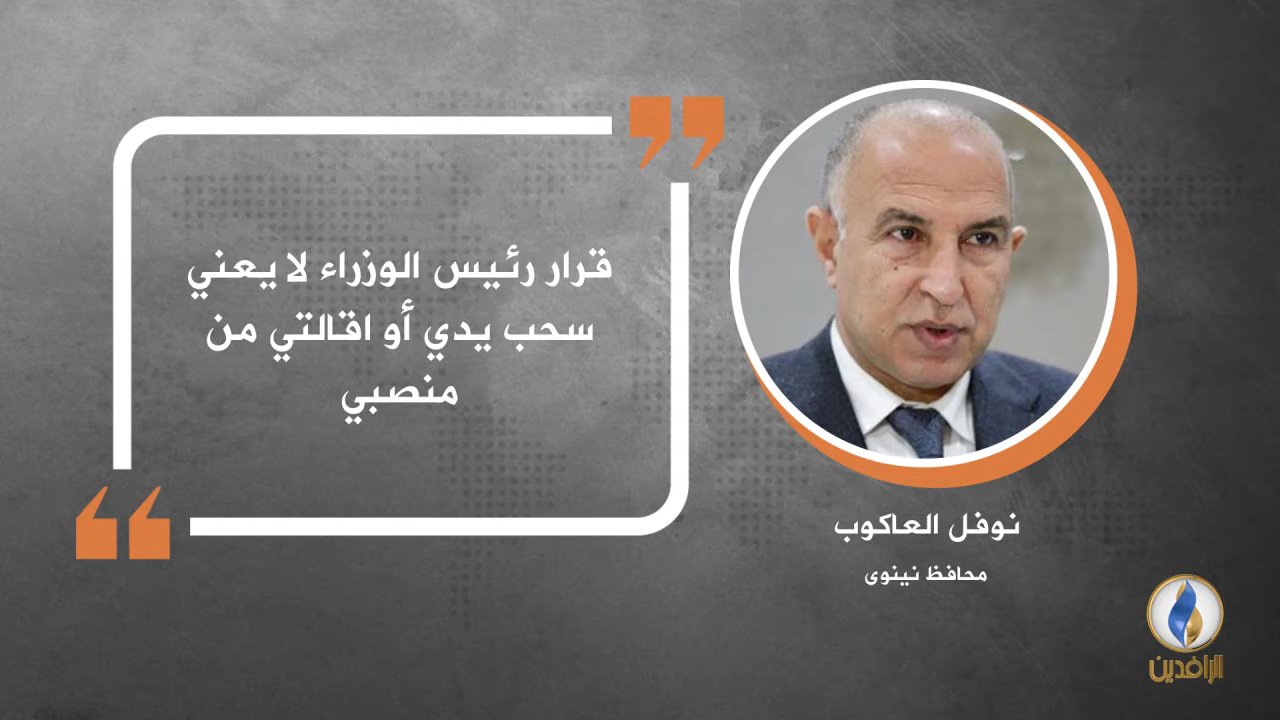 قرار رئيس الوزراء لا يعني
سحب يدي أو اقالتي من
منصبي
نوفل العاكوب
محافظ نينوى
الرافدين